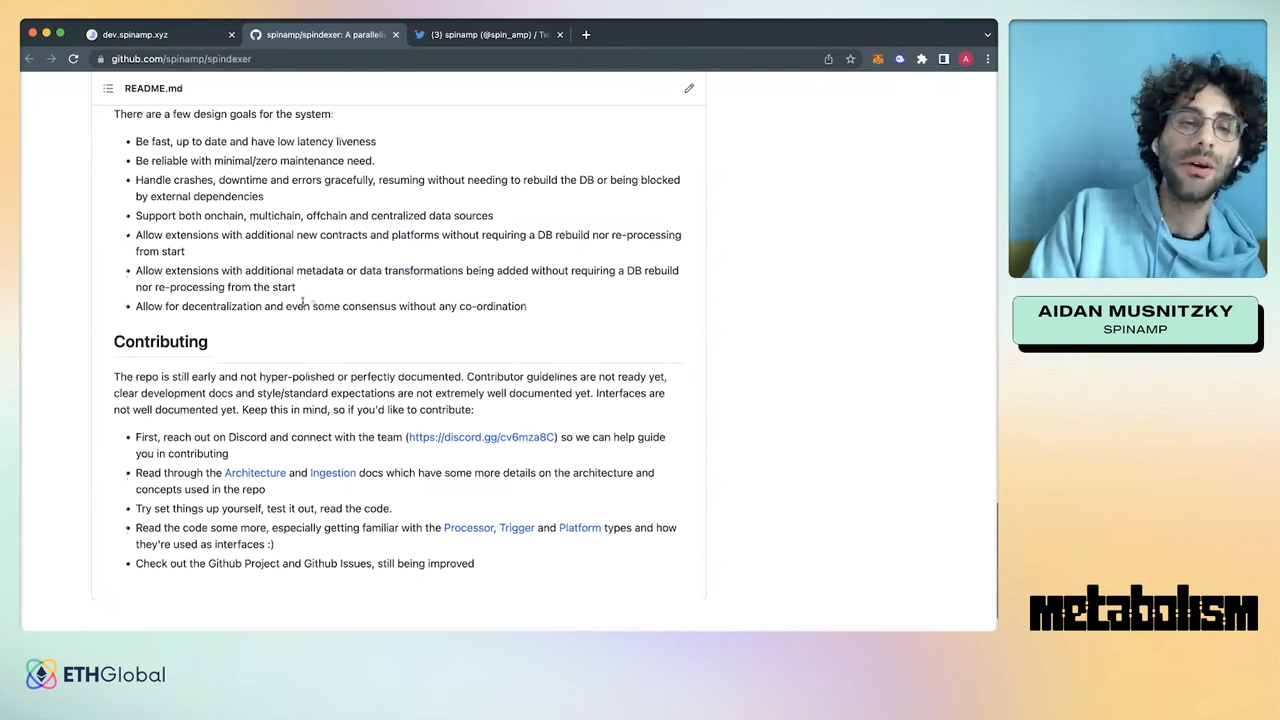 dev.spinamp.xyz
spinamp/spindexer: A paralleliz
(3) spinamp (@spin_amp) / Tw
github.com/spinamp/spindexer
A
README.md
There are a few design goals for the system:
• Be fast, up to date and have low latency liveness
• Be reliable with minimal/zero maintenance need.
• Handle crashes, downtime and errors gracefully, resuming without needing to rebuild the DB or being blocked
by external dependencies
• Support both onchain, multichain, offchain and centralized data sources
• Allow extensions with additional new contracts and platforms without requiring a DB rebuild nor re-processing
from start
• Allow extensions with additional metadata or data transformations being added without requiring a DB rebuild
nor re-processing from the start
• Allow for decentralization and even some consensus without any co-ordination
Contributing
The repo is still early and not hyper-polished or perfectly documented. Contributor guidelines are not ready yet,
clear development docs and style/standard expectations are not extremely well documented yet. Interfaces are
not well documented yet. Keep this in mind, so if you'd like to contribute:
• First, reach out on Discord and connect with the team (https://discord.gg/cv6mza8C) so we can help guide
you in contributing
• Read through the Architecture and Ingestion docs which have some more details on the architecture and
concepts used in the repo
• Try set things up yourself, test it out, read the code.
• Read the code some more, especially getting familiar with the Processor, Trigger and Platform types and how
they're used as interfaces :)
• Check out the Github Project and Github Issues, still being improved
AIDAN MUSNITZKY
SPINAMP
metabolism
ETHGlobal